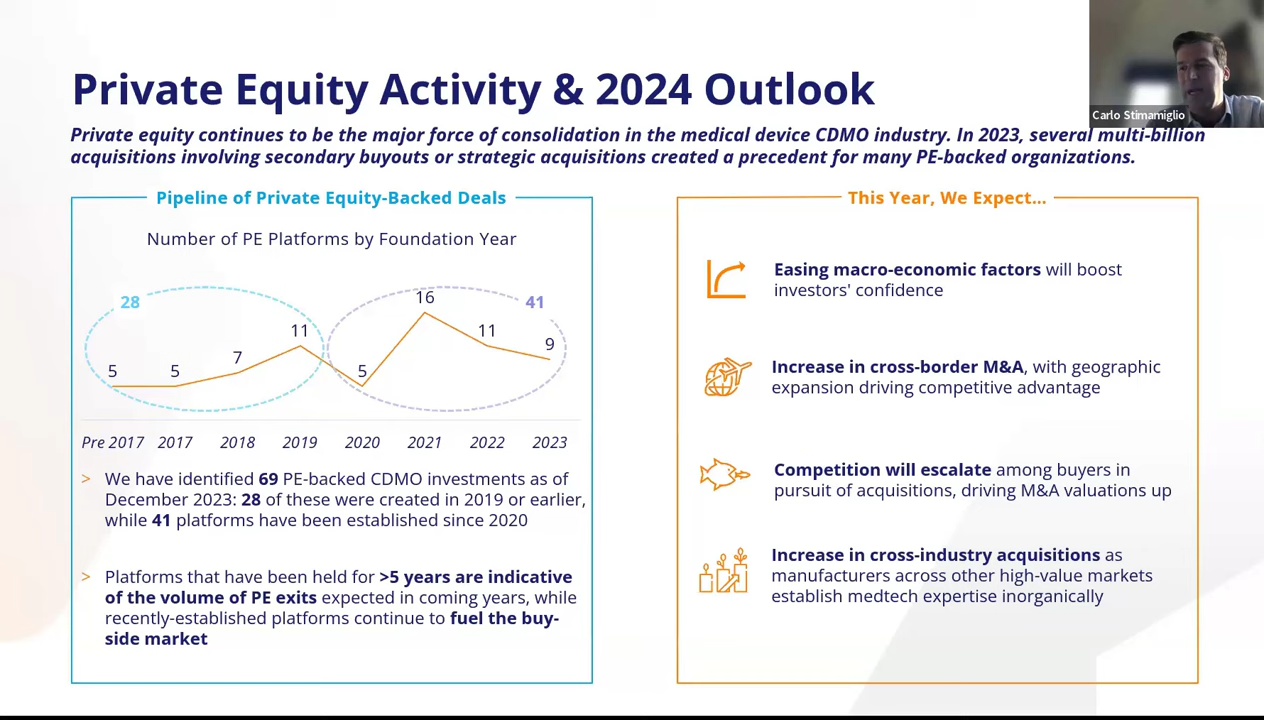 Carlo Stimamiglio
Private Equity Activity & 2024 Outlook
Private equity continues to be the major force of consolidation in the medical device CDMO industry. In 2023, several multi-billion
acquisitions involving secondary buyouts or strategic acquisitions created a precedent for many PE-backed organizations.
Pipeline of Private Equity-Backed Deals
Number of PE Platforms by Foundation Year
28
41
5
5
7
11
5
16
11
9
Pre 2017 2017 2018 2019 2020 2021 2022 2023
> We have identified 69 PE-backed CDMO investments as of
December 2023: 28 of these were created in 2019 or earlier,
while 41 platforms have been established since 2020
> Platforms that have been held for >5 years are indicative
of the volume of PE exits expected in coming years, while
recently-established platforms continue to fuel the buy-
side market
This Year, We Expect...
Easing macro-economic factors will boost
investors' confidence
Increase in cross-border M&A, with geographic
expansion driving competitive advantage
Competition will escalate among buyers in
pursuit of acquisitions, driving M&A valuations up
Increase in cross-industry acquisitions as
manufacturers across other high-value markets
establish medtech expertise inorganically